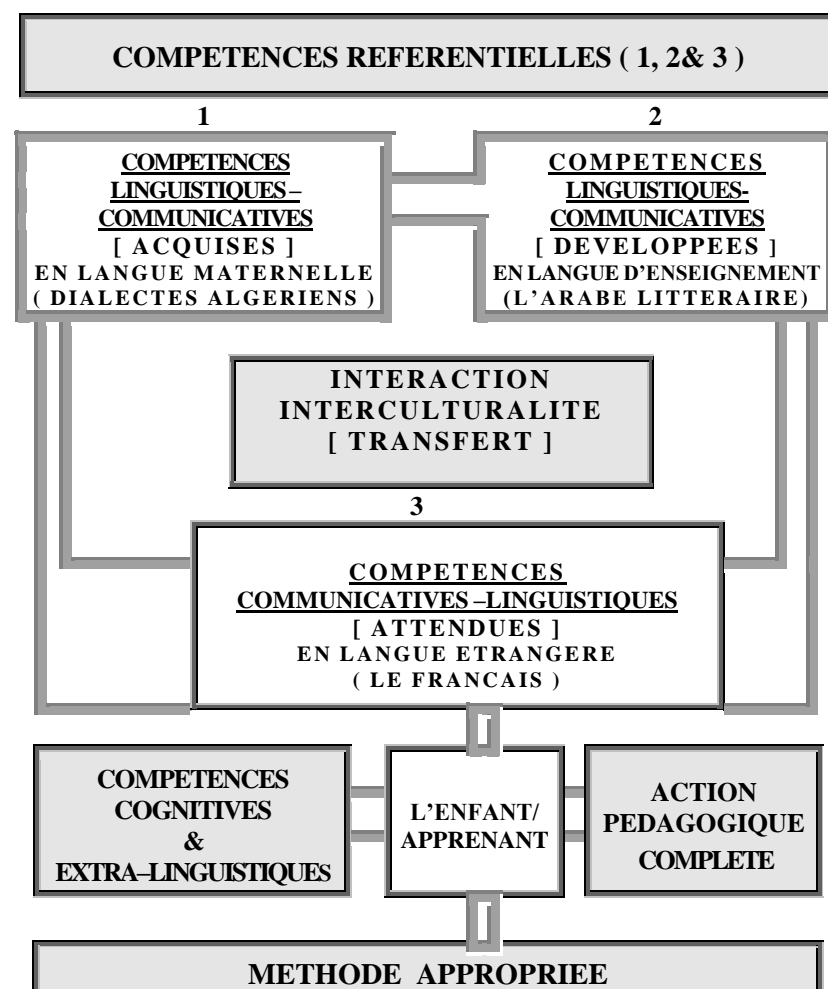 COMPETENCES REFERENTIELLES ( 1, 2& 3 )
1
COMPETENCES
LINGUISTIQUES –
COMMUNICATIVES
[ ACQUISES ]
EN LANGUE MATERNELLE
( DIALECTES ALGERIENS )
2
COMPETENCES
LINGUISTIQUES-
COMMUNICATIVES
[ DEVELOPPEES ]
EN LANGUE D'ENSEIGNEMENT
(L'ARABE LITTERAIRE)
INTERACTION
INTERCULTURALITE
[ TRANSFERT ]
3
COMPETENCES
COMMUNICATIVES –LINGUISTIQUES
[ ATTENDUES ]
EN LANGUE ETRANGERE
( LE FRANCAIS )
COMPETENCES
COGNITIVES
&
EXTRA–LINGUISTIQUES
L'ENFANT/
APPRENANT
ACTION
PEDAGOGIQUE
COMPLETE
METHODE APPROPRIEE